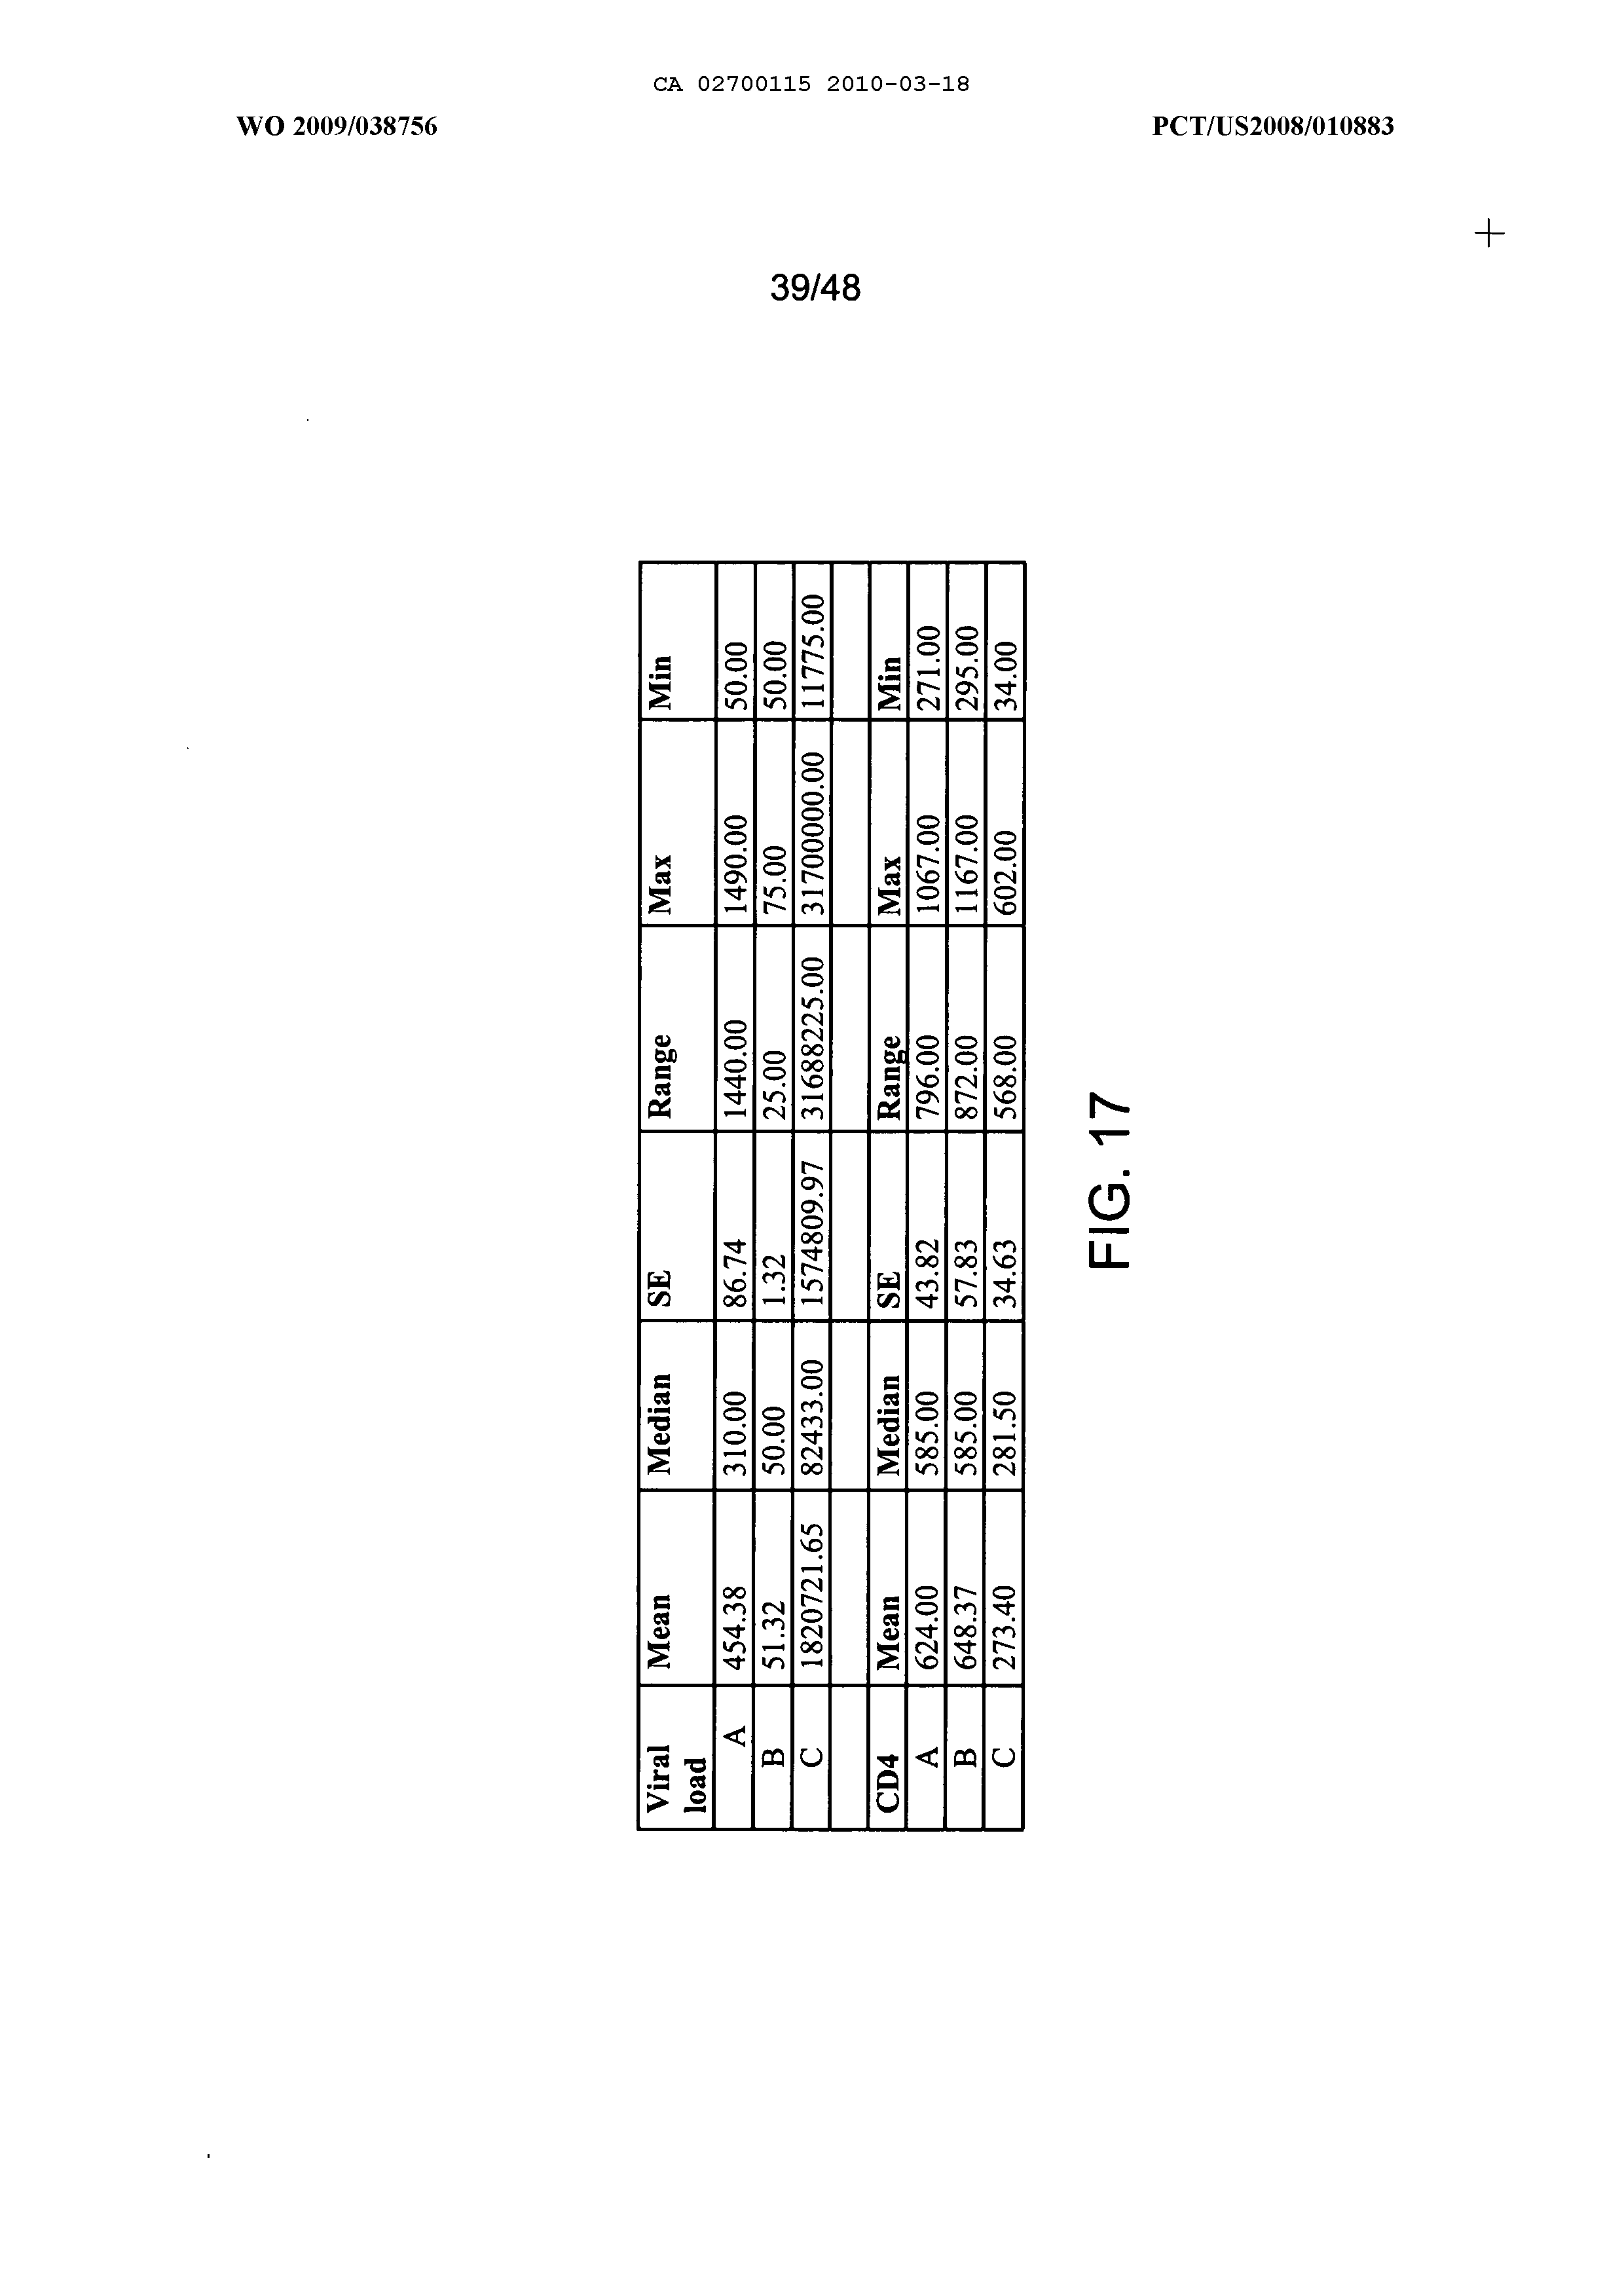 CA 02700115 2010-03-18
WO 2009/038756 PCT/US2008/010883
39/48
Viral load Mean Median SE Range Max Min
A 454.38 310.00 86.74 1440.00 1490.00 50.00
B 51.32 50.00 1.32 25.00 75.00 50.00
C 1820721.65 82433.00 1574809.97 31688225.00 31700000.00 11775.00
CD4 Mean Median SE Range Max Min
A 624.00 585.00 43.82 796.00 1067.00 271.00
B 648.37 585.00 57.83 872.00 1167.00 295.00
C 273.40 281.50 34.63 568.00 602.00 34.00
FIG. 17